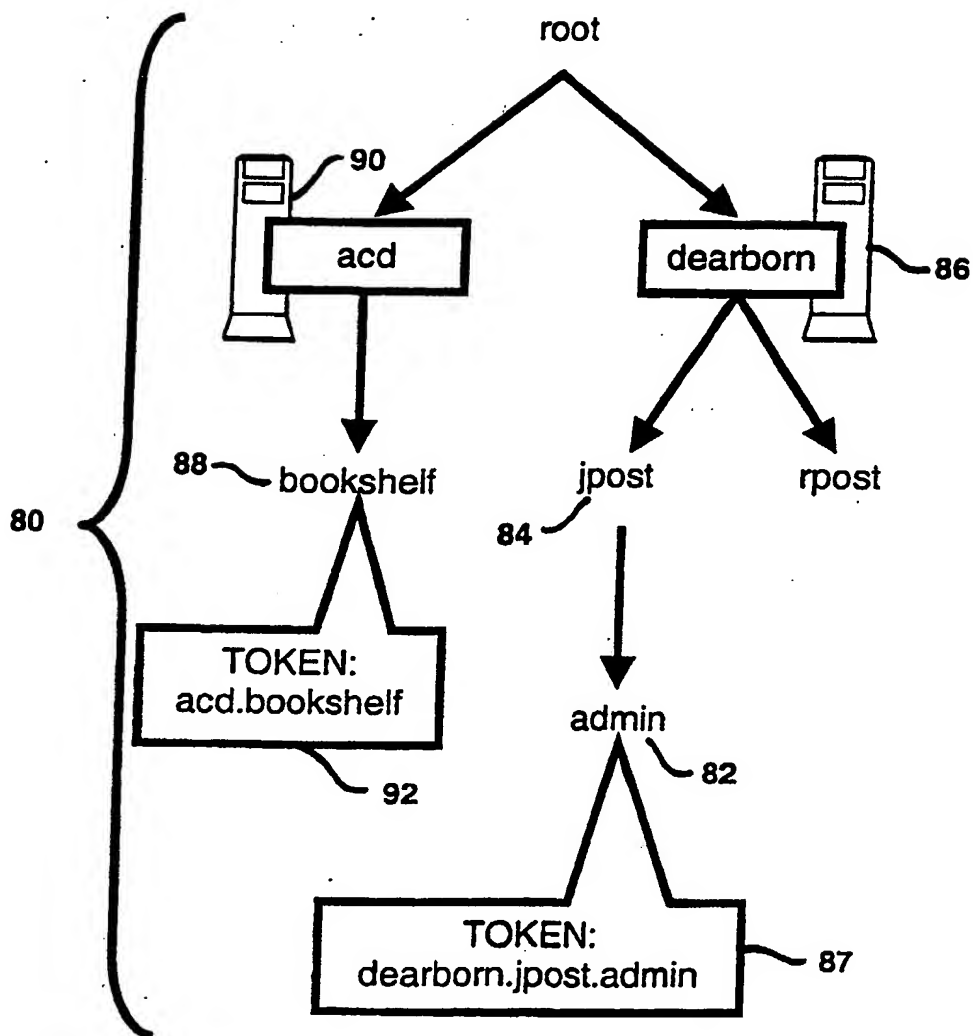 root
90
acd
dearborn
86
88
bookshelf
jpost
rpost
84
80
TOKEN:
acd.bookshelf
92
admin
82
TOKEN:
dearborn.jpost.admin
87